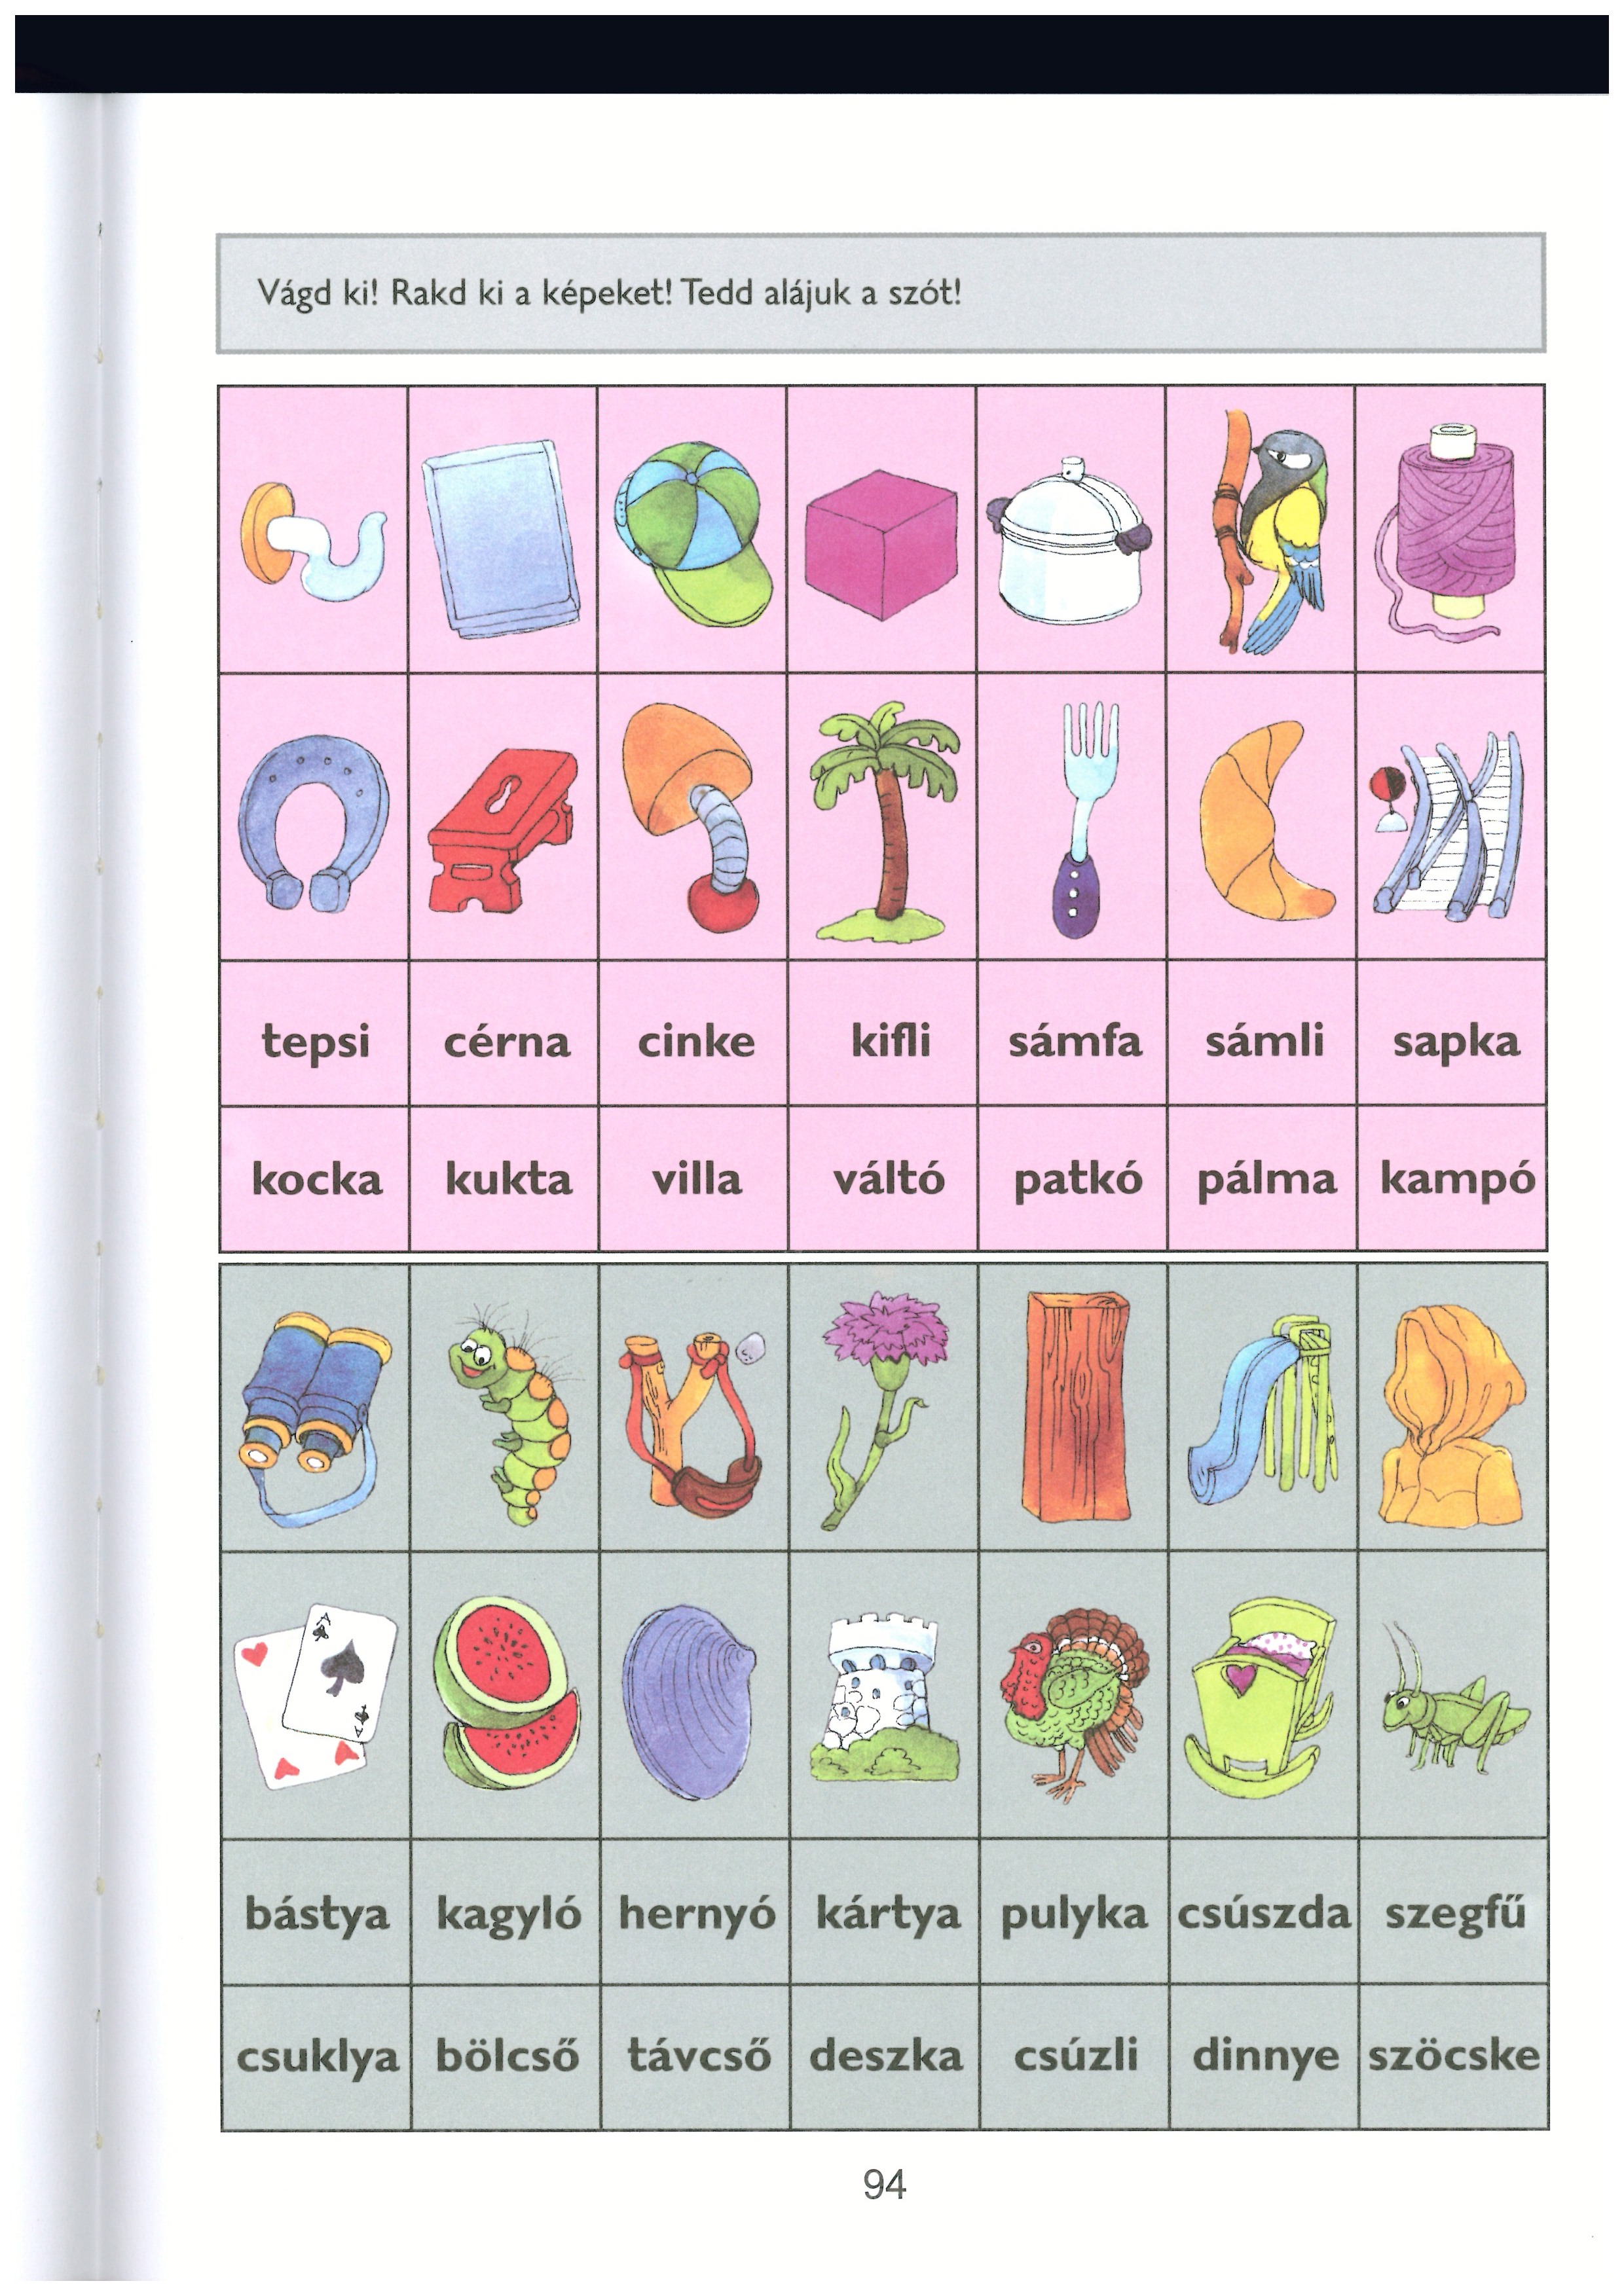 Vágd ki! Rakd ki a képeket! Tedd alájuk a szót!
tepsi cérna cinke kifli sámfa sámli sapka
kocka kukta villa váltó patkó pálma kampó
A
A
bástya kagyló hernyó kártya pulyka csúszda szegfű
csuklya bölcső távcső deszka csúzli dinnye szöcske
94